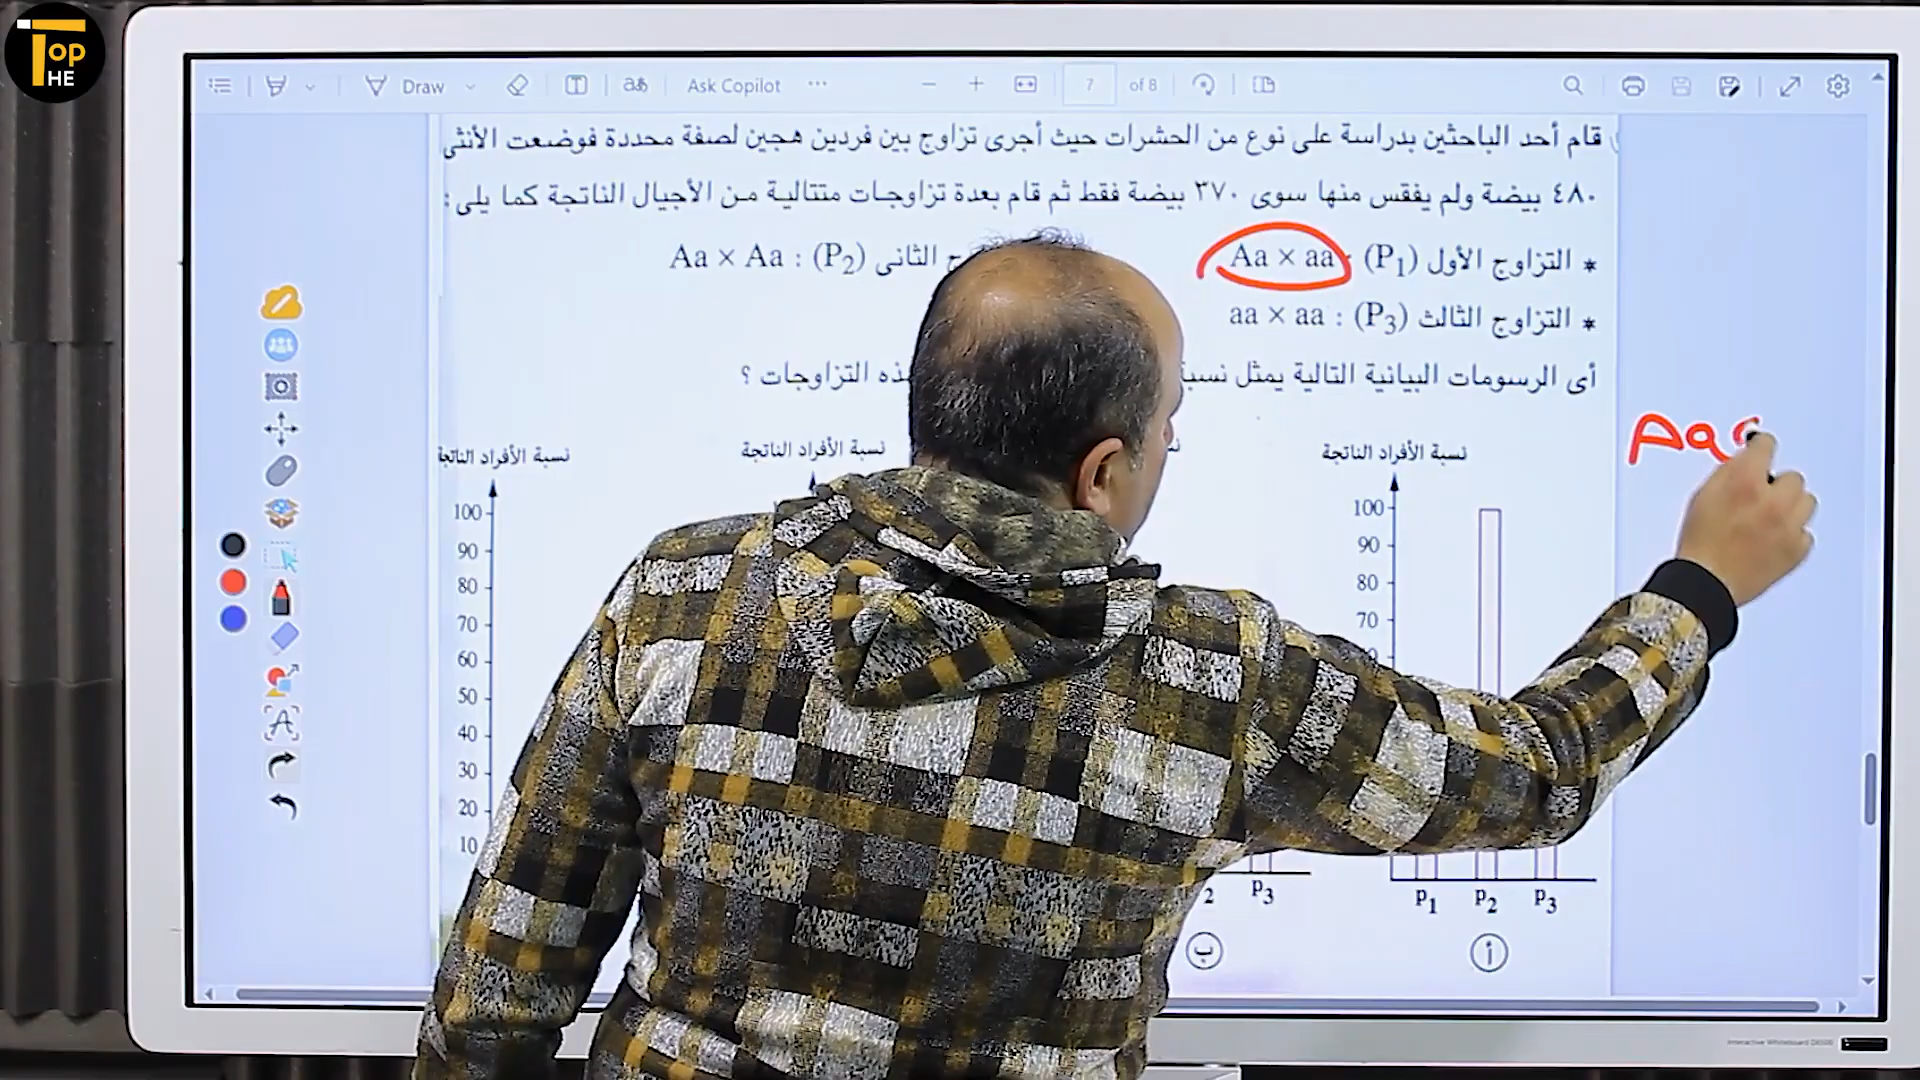 TOP
THE
Draw
Ask Copilot
7 of 8
قام أحد الباحثين بدراسة على نوع من الحشرات حيث أجرى تزاوج بين فردين هجين لصفة محددة فوضعت الأنثى
٤٨٠ بيضة ولم يفقس منها سوى ٣٧٠ بيضة فقط ثم قام بعدة تزاوجات متتالية من الأجيال الناتجة كما يلى :
* التزاوج الأول (P1) : Aa × aa
الثانى (P2) : Aa × Aa
* التزاوج الثالث (P3) : aa × aa
أى الرسومات البيانية التالية يمثل نسبة
التزاوجات ؟
Aa
نسبة الأفراد الناتجة
100
90
80
70
p1 p2 p3
أ
2 p3
ب
نسبة الأفراد الناتجة
نسبة الأفراد الناتجة
100
90
80
70
60
50
40
30
20
10